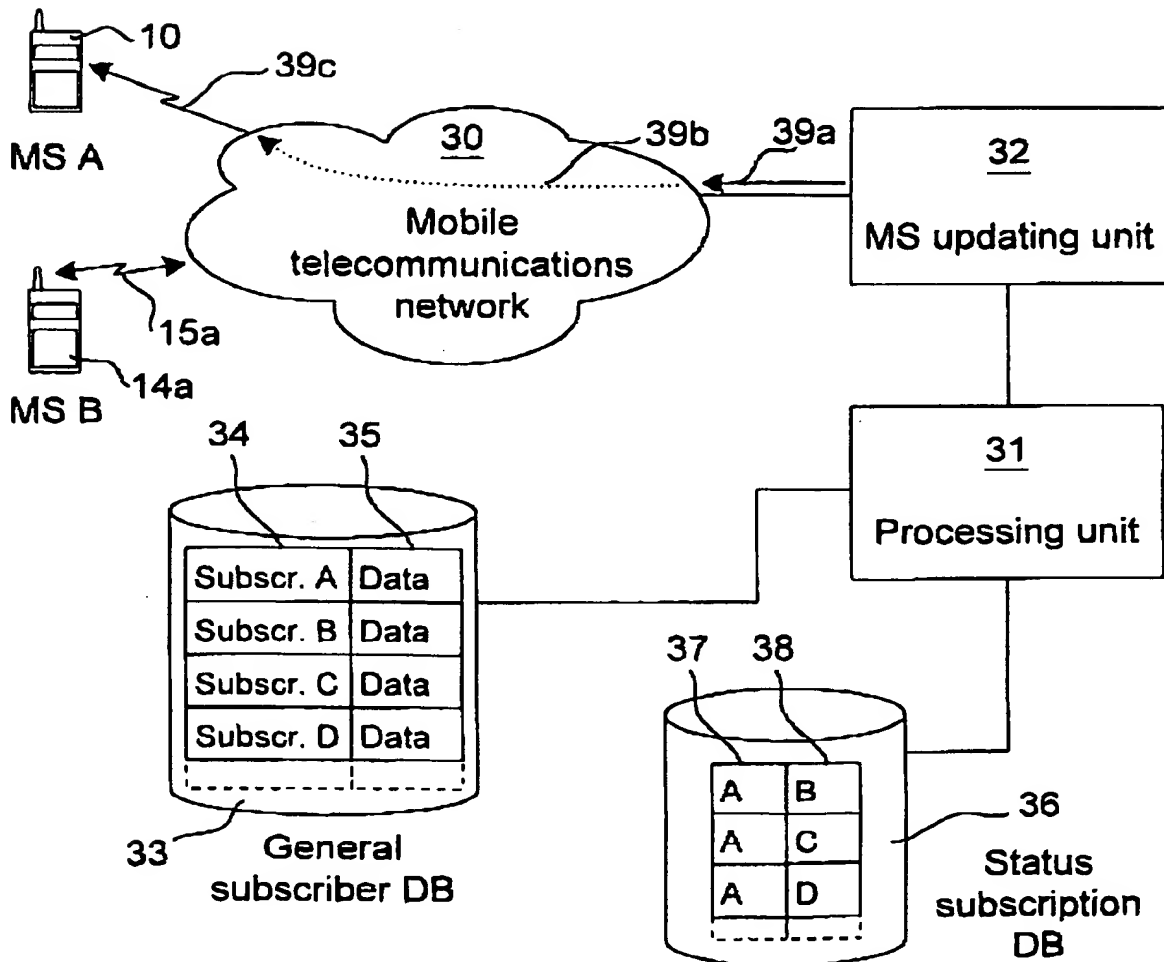 10
39c
MS A
30
39b
39a
32
MS updating unit
Mobile
telecommunications
network
15a
14a
MS B
34
35
31
Processing unit
Subscr. A Data
Subscr. B Data
Subscr. C Data
Subscr. D Data
33
General
subscriber DB
37
38
A B
A C
A D
36
Status
subscription
DB